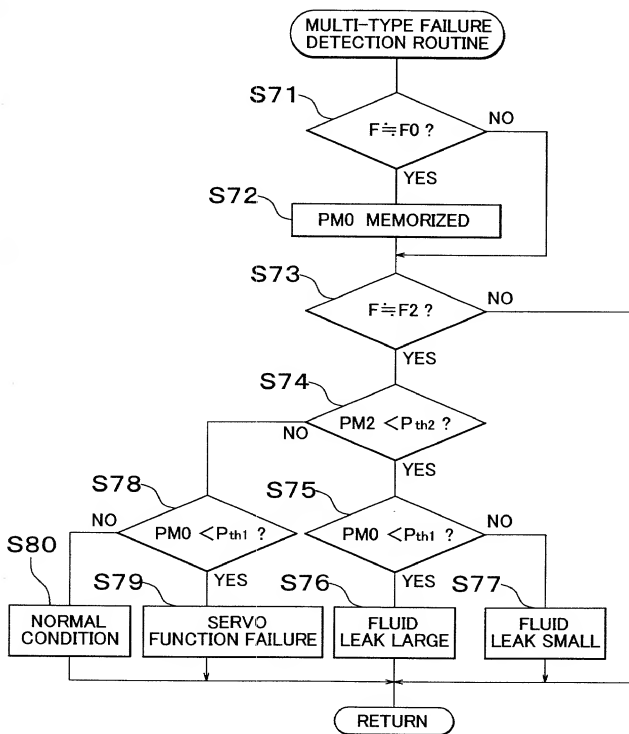 MULTI-TYPE FAILURE
DETECTION ROUTINE
S71
F≒F0 ?
NO
YES
S72
PM0 MEMORIZED
S73
F≒F2 ?
NO
YES
S74
PM2 <Pth2 ?
NO
YES
S78
PM0 <Pth1 ?
NO
YES
S75
PM0 <Pth1 ?
NO
YES
S80
NORMAL
CONDITION
S79
SERVO
FUNCTION FAILURE
S76
FLUID
LEAK LARGE
S77
FLUID
LEAK SMALL
RETURN